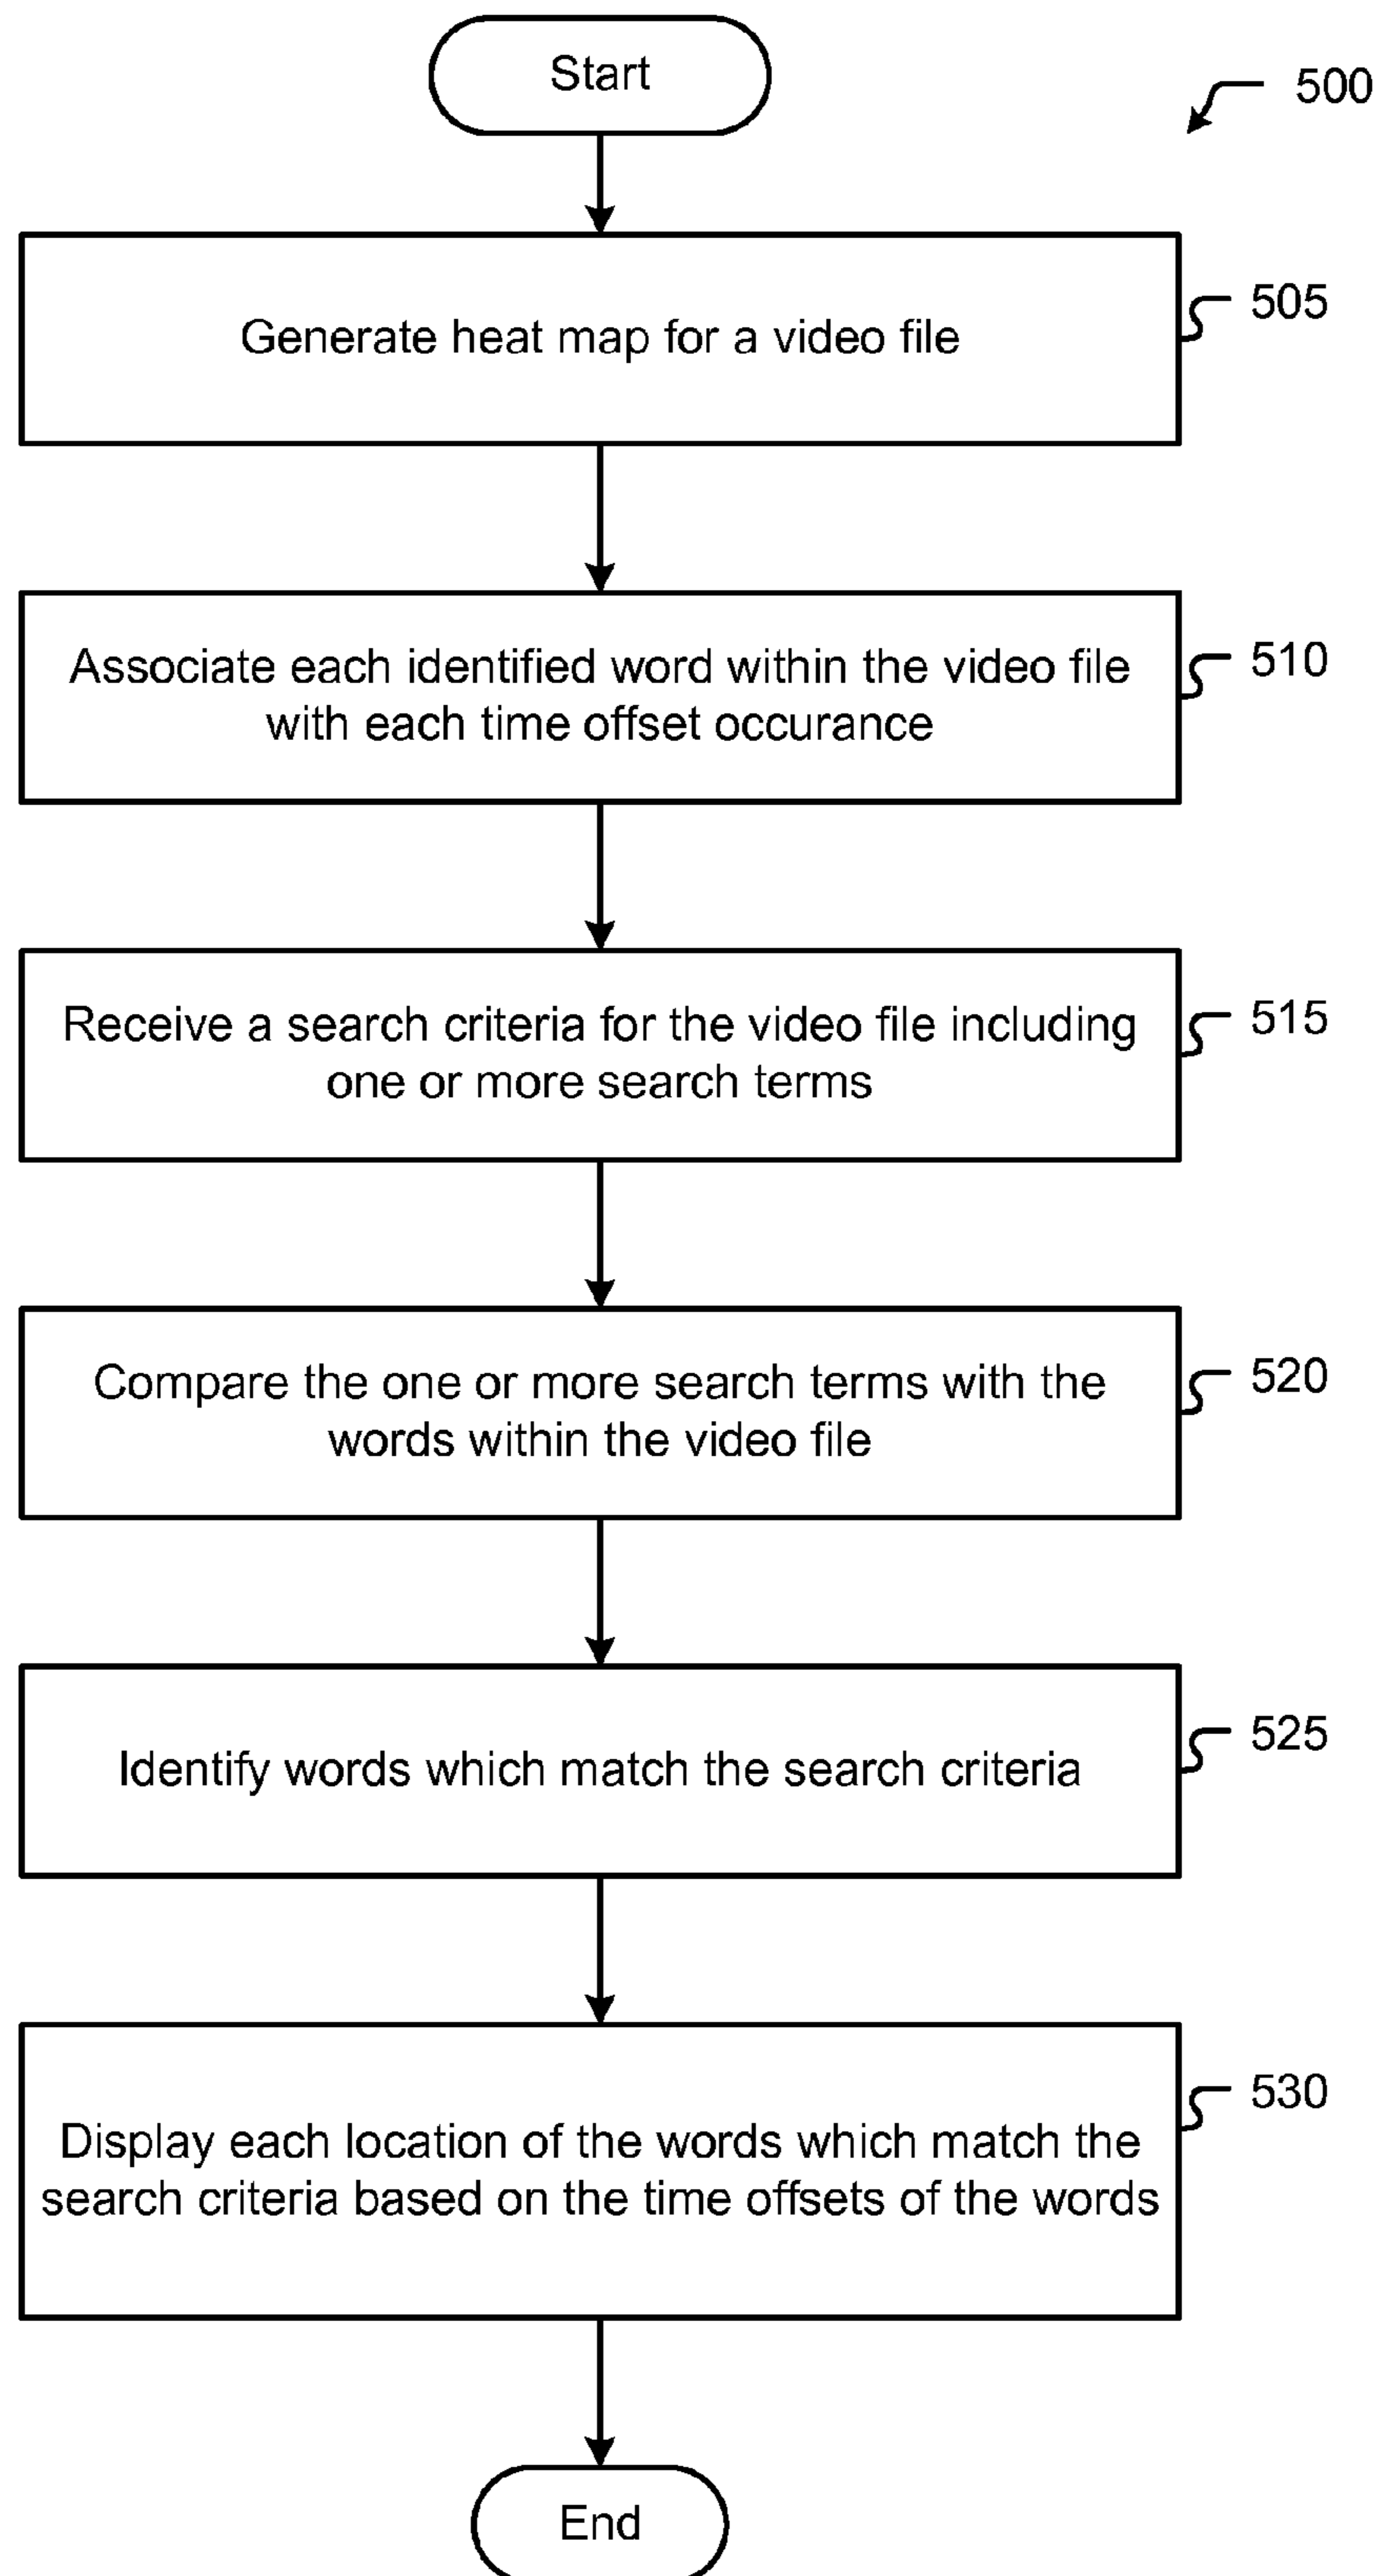 Start
500
Generate heat map for a video file
505
Associate each identified word within the video file
with each time offset occurance
510
Receive a search criteria for the video file including
one or more search terms
515
Compare the one or more search terms with the
words within the video file
520
Identify words which match the search criteria
525
Display each location of the words which match the
search criteria based on the time offsets of the words
530
End